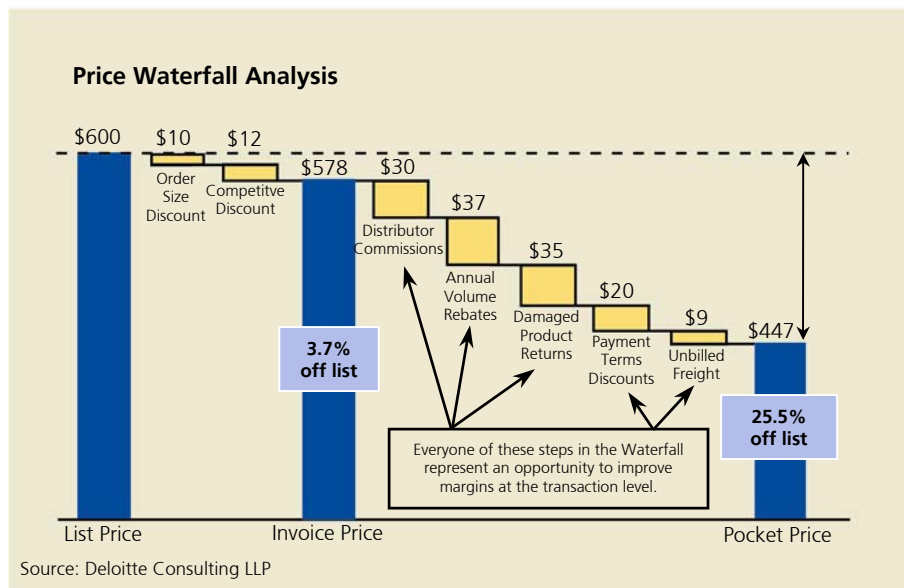 Price Waterfall Analysis
$600
$10
$12
Order
Size
Discount
Competitve
Discount
$578
$30
Distributor
Commissions
$37
Annual
Volume
Rebates
$35
Damaged
Product
Returns
$20
Payment
Terms
Discounts
$9
Unbilled
Freight
$447
3.7%
off list
25.5%
off list
Everyone of these steps in the Waterfall
represent an opportunity to improve
margins at the transaction level.
List Price
Invoice Price
Pocket Price
Source: Deloitte Consulting LLP